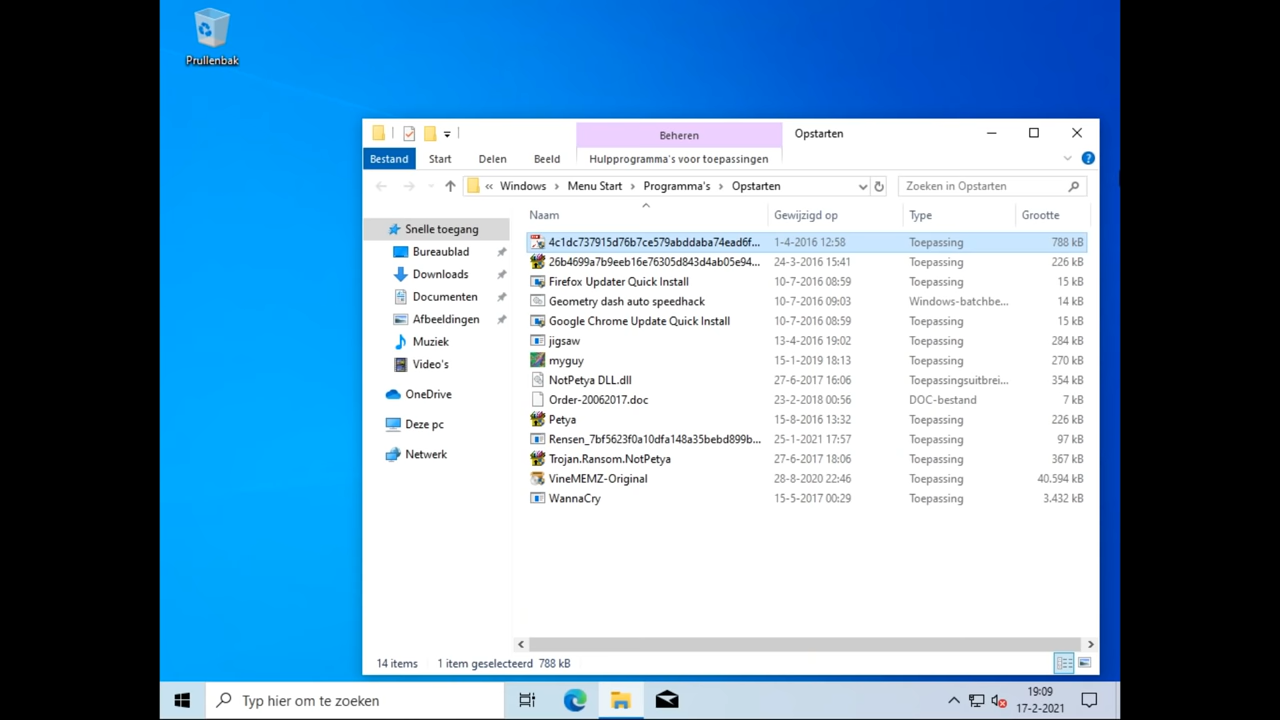 Prullenbak
Beheren
Opstarten
Bestand
Start
Delen
Beeld
Hulpprogramma's voor toepassingen
« Windows › Menu Start › Programma's › Opstarten
Zoeken in Opstarten
Snelle toegang
Bureaublad
Downloads
Documenten
Afbeeldingen
Muziek
Video's
OneDrive
Deze pc
Netwerk
Naam Gewijzigd op Type Grootte
4c1dc737915d76b7ce579abddaba74ead6f... 1-4-2016 12:58 Toepassing 788 kB
26b4699a7b9eeb16e76305d843d4ab05e94... 24-3-2016 15:41 Toepassing 226 kB
Firefox Updater Quick Install 10-7-2016 08:59 Toepassing 15 kB
Geometry dash auto speedhack 10-7-2016 09:03 Windows-batchbe... 14 kB
Google Chrome Update Quick Install 10-7-2016 08:59 Toepassing 15 kB
jigsaw 13-4-2016 19:02 Toepassing 284 kB
myguy 15-1-2019 18:13 Toepassing 270 kB
NotPetya DLL.dll 27-6-2017 16:06 Toepassingsuitbrei... 354 kB
Order-20062017.doc 23-2-2018 00:56 DOC-bestand 7 kB
Petya 15-8-2016 13:32 Toepassing 226 kB
Rensen_7bf5623f0a10dfa148a35bebd899b... 25-1-2021 17:57 Toepassing 97 kB
Trojan.Ransom.NotPetya 27-6-2017 18:06 Toepassing 367 kB
VineMEMZ-Original 28-8-2020 22:46 Toepassing 40.594 kB
WannaCry 15-5-2017 00:29 Toepassing 3.432 kB
14 items 1 item geselecteerd 788 kB
Typ hier om te zoeken
19:09
17-2-2021